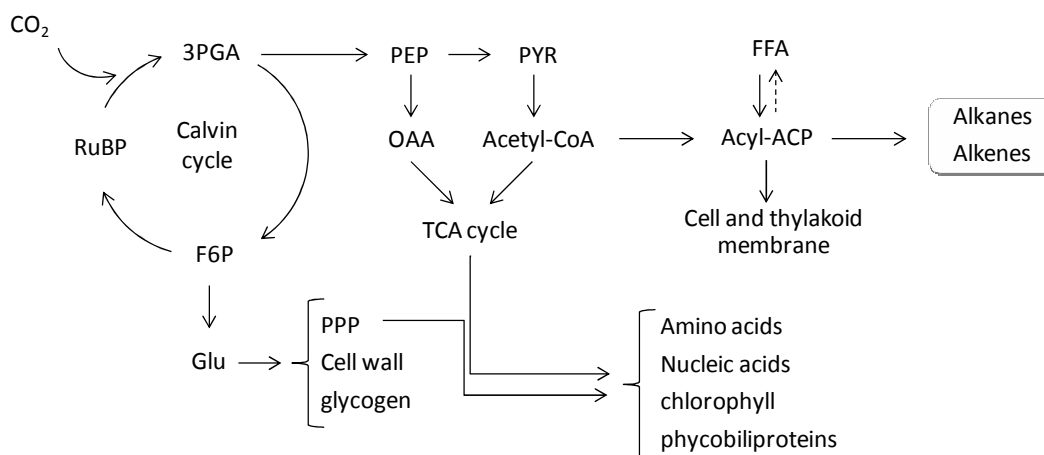 CO₂
3PGA
PEP
PYR
FFA
RuBP
Calvin
cycle
OAA
Acetyl-CoA
Acyl-ACP
Alkanes
Alkenes
Cell and thylakoid
membrane
TCA cycle
F6P
Glu
PPP
Cell wall
glycogen
Amino acids
Nucleic acids
chlorophyll
phycobiliproteins